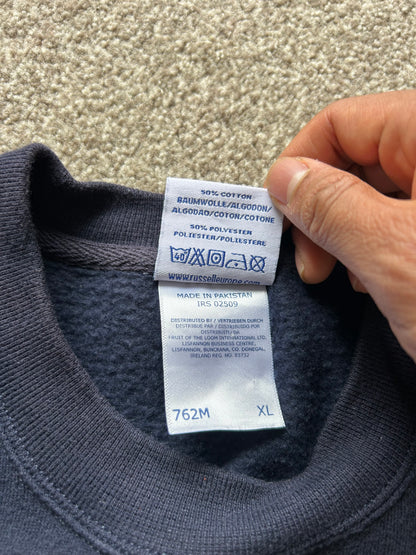 50% COTTON
BAUMWOLLE/ALGODON/
ALGODAO/COTON/COTONE
50% POLYESTER
POLIESTER/POLIESTERE
40
www.russelleurope.com
MADE IN PAKISTAN
IRS 02509
DISTRIBUTED BY / VERTRIEBEN DURCH
DISTRIBUE PAR / DISTRIBUIDO POR
DISTRIBUITO DA
FRUIT OF THE LOOM INTERNATIONAL LTD,
LISFANNON BUSINESS CENTRE,
LISFANNON, BUNCRANA, CO. DONEGAL,
IRELAND REG NO. 83732
762M XL